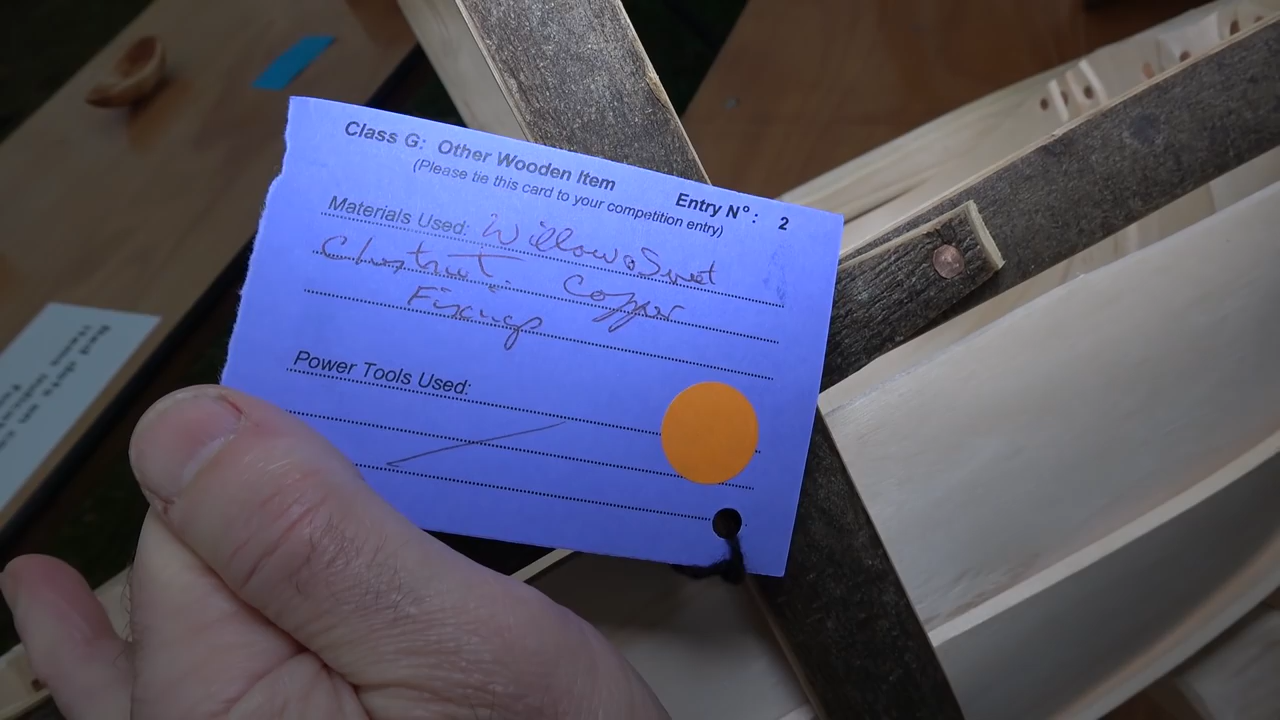 Class G: Other Wooden Item
(Please tie this card to your competition entry)
Entry Nº: 2
Materials Used: Willow & Sweet
Chestnut. Copper
Fixings
Power Tools Used: